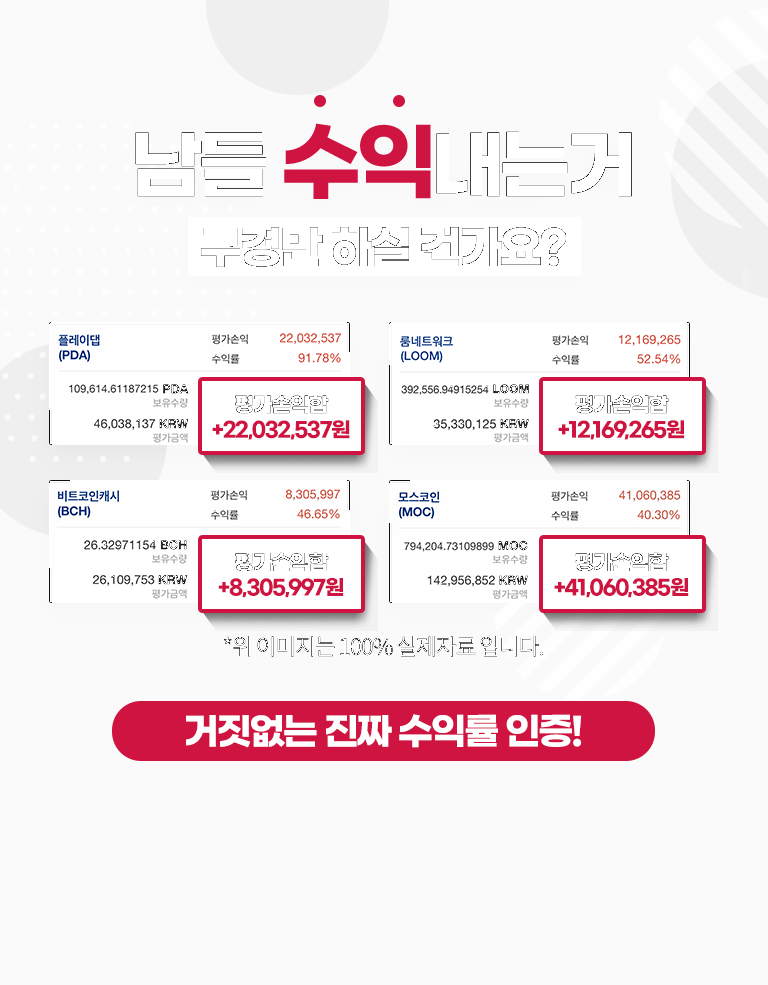 남들 수익내는거
구경만 하실 건가요?
플레이댑
(PDA)
평가손익 22,032,537
수익률 91.78%
109,614.61187215 PDA
보유수량
46,038,137 KRW
평가금액
평가손익합
+22,032,537원
룸네트워크
(LOOM)
평가손익 12,169,265
수익률 52.54%
392,556.94915254 LOOM
보유수량
35,330,125 KRW
평가금액
평가손익합
+12,169,265원
비트코인캐시
(BCH)
평가손익 8,305,997
수익률 46.65%
26.32971154 BCH
보유수량
26,109,753 KRW
평가금액
평가손익합
+8,305,997원
모스코인
(MOC)
평가손익 41,060,385
수익률 40.30%
794,204.73109899 MOC
보유수량
142,956,852 KRW
평가금액
평가손익합
+41,060,385원
*위 이미지는 100% 실제자료 입니다.
거짓없는 진짜 수익률 인증!